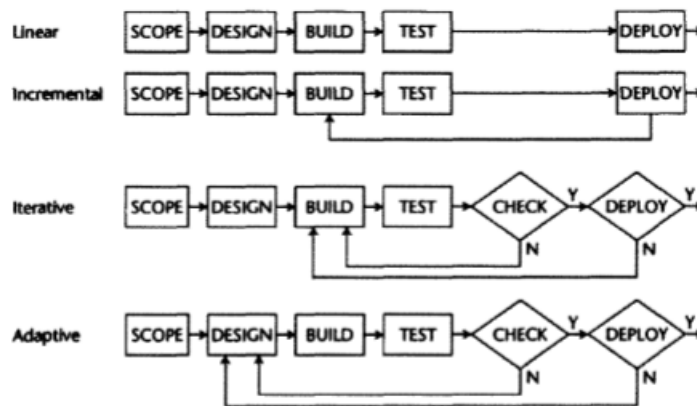 Linear SCOPE DESIGN BUILD TEST DEPLOY
Incremental SCOPE DESIGN BUILD TEST DEPLOY
Iterative SCOPE DESIGN BUILD TEST CHECK Y DEPLOY Y
N N
Adaptive SCOPE DESIGN BUILD TEST CHECK Y DEPLOY Y
N N